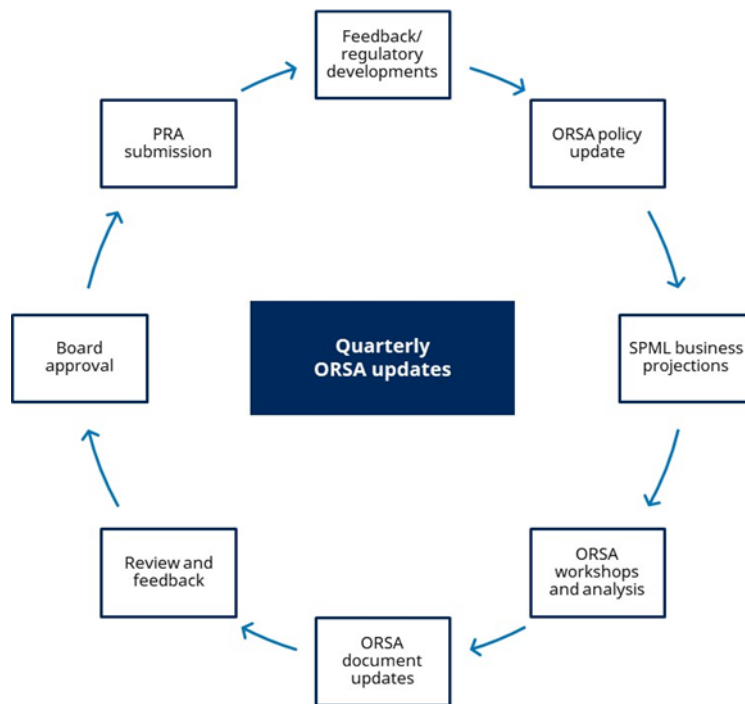 Feedback/
regulatory
developments
PRA
submission
ORSA policy
update
Board
approval
Quarterly
ORSA updates
SPML business
projections
Review and
feedback
ORSA
workshops
and analysis
ORSA
document
updates